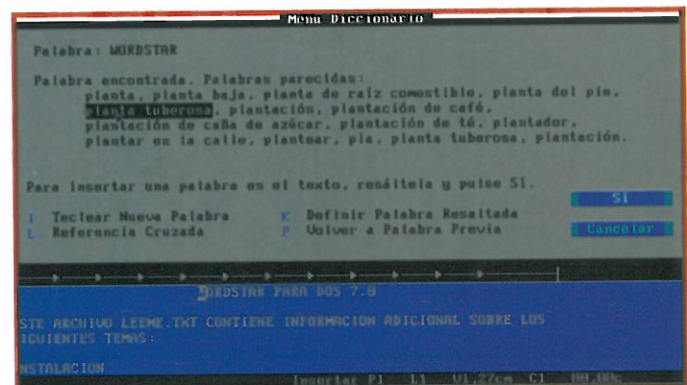 Menú Diccionario
Palabra: WORDSTAR
Palabra encontrada. Palabras parecidas:
planta, planta baja, planta de raíz comestible, planta del pie,
planta tuberosa, plantación, plantación de café,
plantación de caña de azúcar, plantación de té, plantador,
plantar en la calle, plantear, pla, planta tuberosa, plantación.
Para insertar una palabra en el texto, resáltela y pulse Sí.
Sí
I Teclear Nueva Palabra K Definir Palabra Resaltada
L Referencia Cruzada P Volver a Palabra Previa Cancelar
WORDSTAR PARA DOS 7.0
STE ARCHIVO LEEME.TXT CONTIENE INFORMACION ADICIONAL SOBRE LOS
IGUIENTES TEMAS:
NSTALACION
Insertar P1 L1 V1,27cm C1 H0,00c